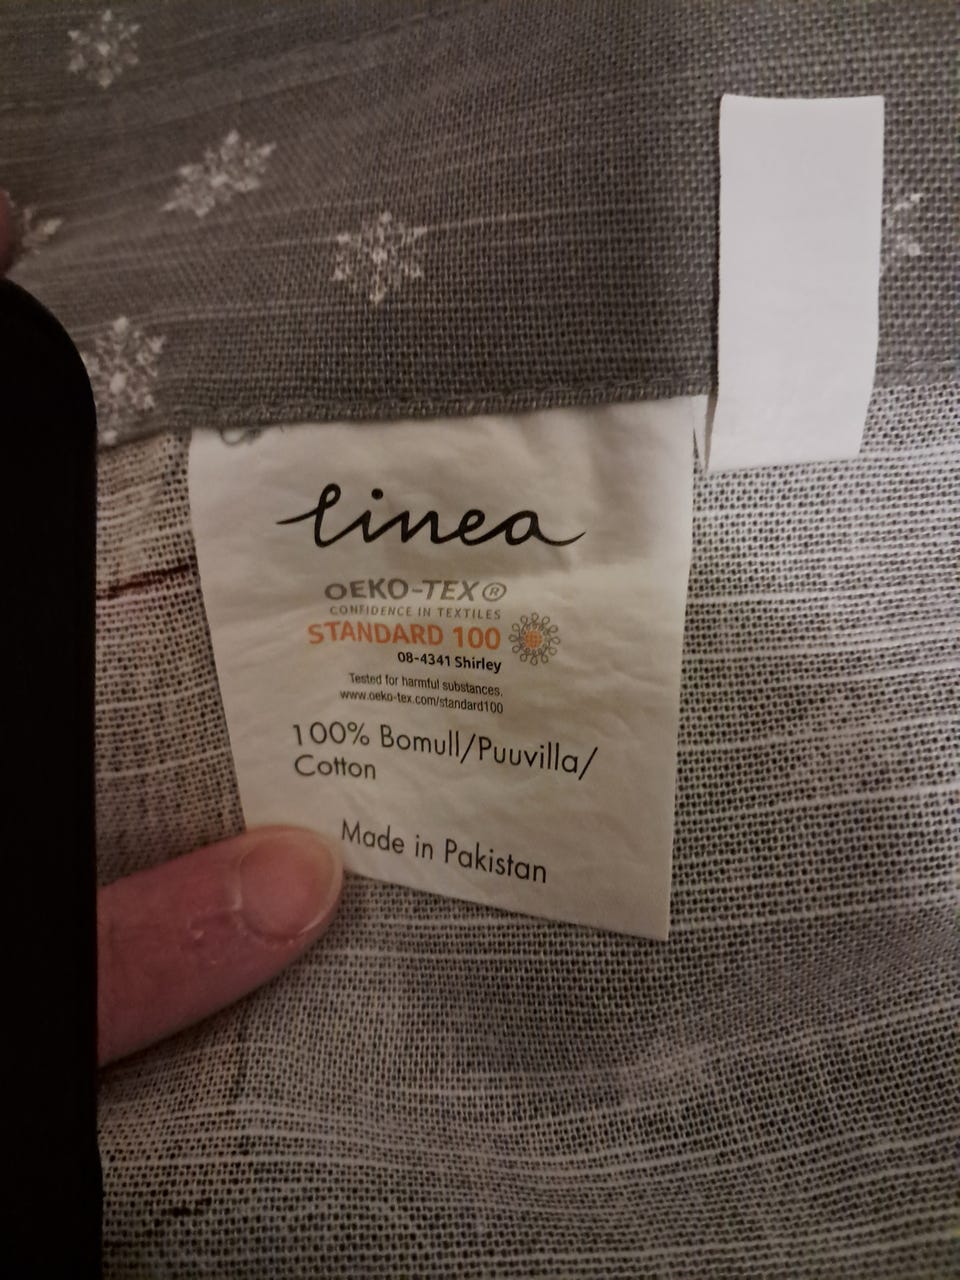 linea
OEKO-TEX®
CONFIDENCE IN TEXTILES
STANDARD 100
08-4341 Shirley
Tested for harmful substances.
www.oeko-tex.com/standard100
100% Bomull/Puuvilla/
Cotton
Made in Pakistan